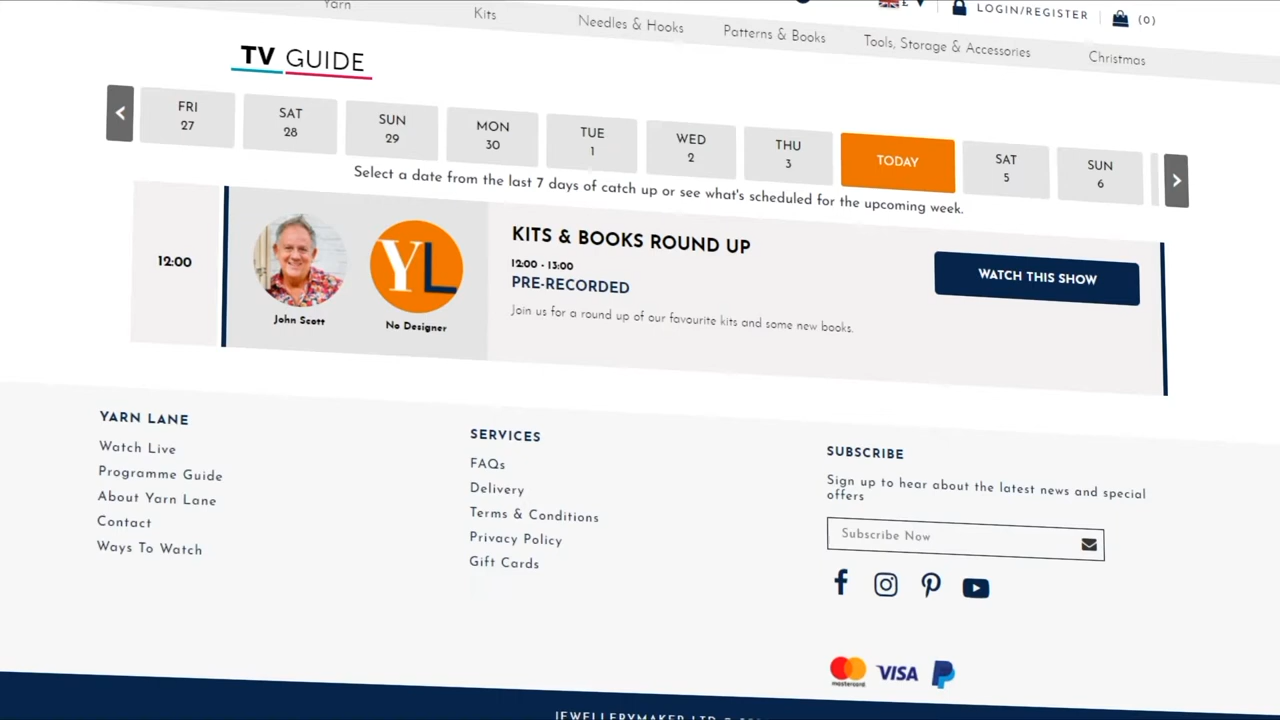 Yarn
Kits
Needles & Hooks
Patterns & Books
Tools, Storage & Accessories
Christmas
£
LOGIN/REGISTER
(0)
TV GUIDE
FRI
27
SAT
28
SUN
29
MON
30
TUE
1
WED
2
THU
3
TODAY
SAT
5
SUN
6
Select a date from the last 7 days of catch up or see what's scheduled for the upcoming week.
12:00
John Scott
YL
No Designer
KITS & BOOKS ROUND UP
12:00 - 13:00
PRE-RECORDED
Join us for a round up of our favourite kits and some new books.
WATCH THIS SHOW
YARN LANE
Watch Live
Programme Guide
About Yarn Lane
Contact
Ways To Watch
SERVICES
FAQs
Delivery
Terms & Conditions
Privacy Policy
Gift Cards
SUBSCRIBE
Sign up to hear about the latest news and special
offers
Subscribe Now
mastercard
VISA
JEWELLERYMAKER LTD ©